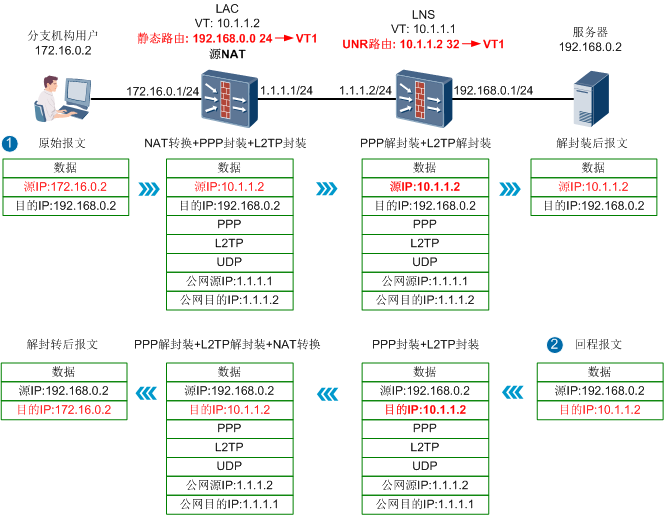 LAC
VT: 10.1.1.2
静态路由: 192.168.0.0 24 → VT1
源NAT
LNS
VT: 10.1.1.1
UNR路由: 10.1.1.2 32 → VT1
分支机构用户
172.16.0.2
服务器
192.168.0.2
172.16.0.1/24
1.1.1.1/24
1.1.1.2/24
192.168.0.1/24
1 原始报文
NAT转换+PPP封装+L2TP封装
PPP解封装+L2TP解封装
解封装后报文
数据
源IP:172.16.0.2
目的IP:192.168.0.2
数据
源IP:10.1.1.2
目的IP:192.168.0.2
PPP
L2TP
UDP
公网源IP:1.1.1.1
公网目的IP:1.1.1.2
数据
源IP:10.1.1.2
目的IP:192.168.0.2
PPP
L2TP
UDP
公网源IP:1.1.1.1
公网目的IP:1.1.1.2
数据
源IP:10.1.1.2
目的IP:192.168.0.2
解封转后报文
PPP解封装+L2TP解封装+NAT转换
PPP封装+L2TP封装
2 回程报文
数据
源IP:192.168.0.2
目的IP:172.16.0.2
数据
源IP:192.168.0.2
目的IP:10.1.1.2
PPP
L2TP
UDP
公网源IP:1.1.1.2
公网目的IP:1.1.1.1
数据
源IP:192.168.0.2
目的IP:10.1.1.2
PPP
L2TP
UDP
公网源IP:1.1.1.2
公网目的IP:1.1.1.1
数据
源IP:192.168.0.2
目的IP:10.1.1.2